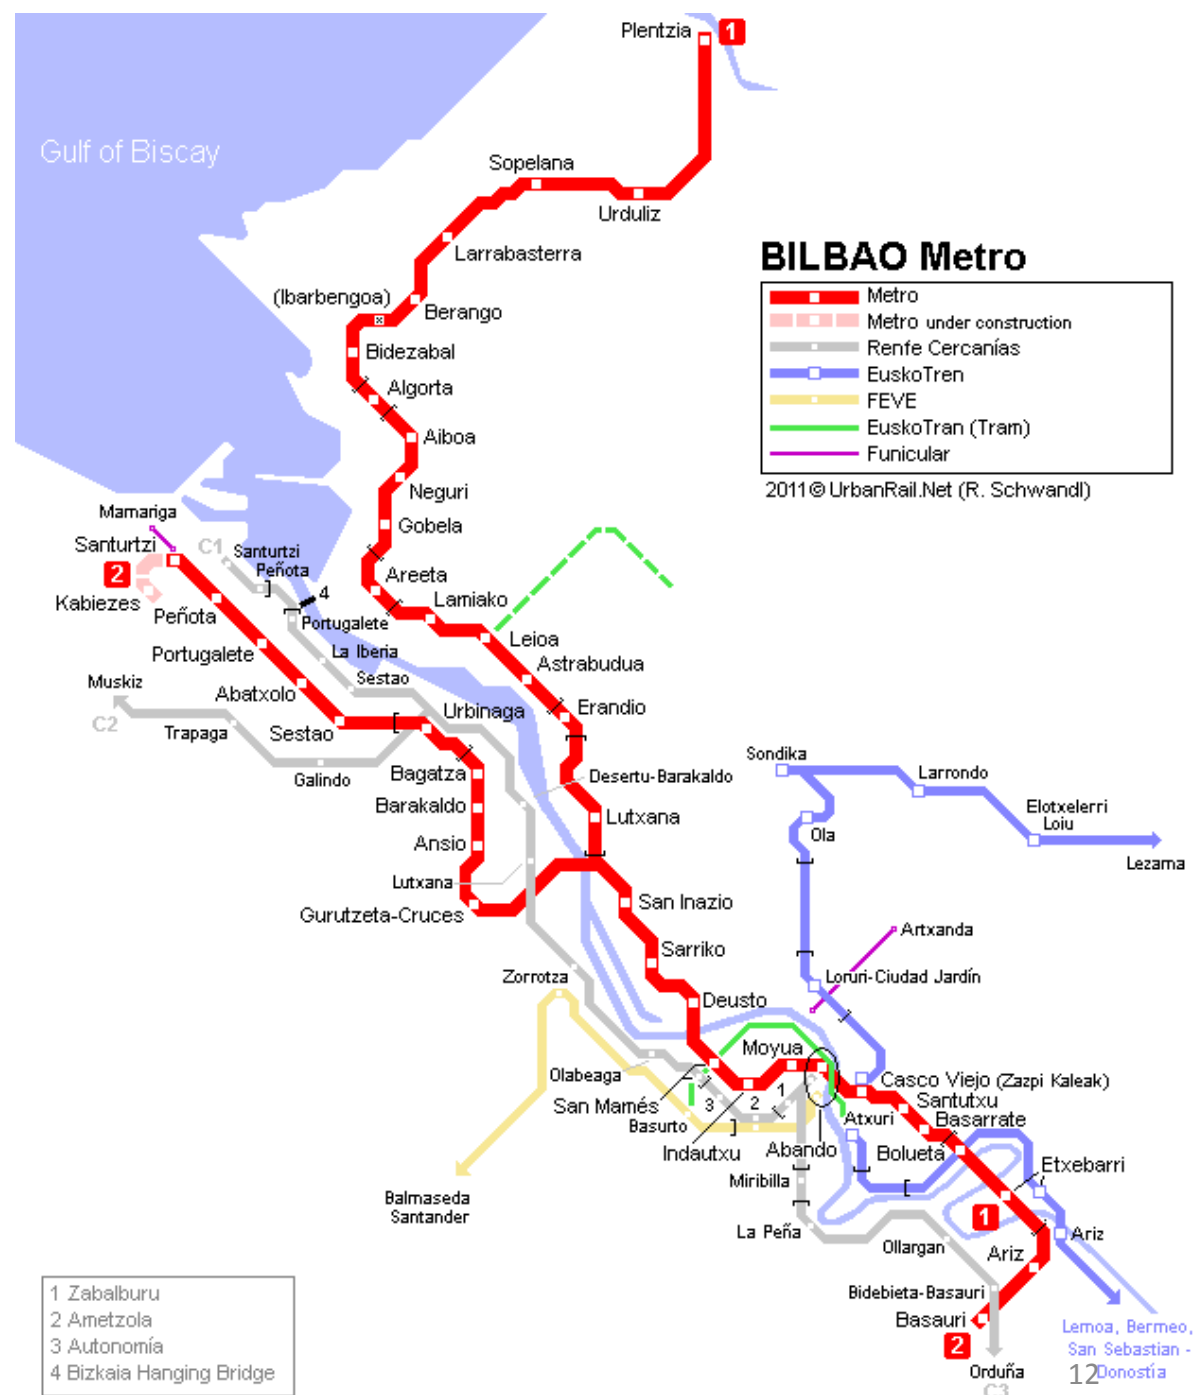 Plentzia
1
Gulf of Biscay
Sopelana
Urduliz
Larrabasterra
BILBAO Metro
Metro
Metro under construction
Renfe Cercanías
EuskoTren
FEVE
EuskoTran (Tram)
Funicular
2011© UrbanRail.Net (R. Schwandl)
(Ibarbengoa)
Berango
Bidezabal
Algorta
Aiboa
Neguri
Gobela
Mamariga
Santurtzi
C1
Santurtzi
Peñota
2
Kabiezes
4
Areeta
Lamiako
Peñota
Portugalete
Leioa
Portugalete
La Iberia
Astrabudua
Muskiz
Abatxolo
Sestao
C2
Trapaga
Sestao
Urbinaga
Erandio
Galindo
Bagatza
Desertu-Barakaldo
Sondika
Larrondo
Barakaldo
Lutxana
Elotxelerri
Loiu
Ola
Ansio
Lezama
Lutxana
Gurutzeta-Cruces
San Inazio
Artxanda
Sarriko
Zorrotza
Loruri-Ciudad Jardín
Deusto
Moyua
Olabeaga
Casco Viejo (Zazpi Kaleak)
San Mamés
3
2
1
Santutxu
Basurto
Atxuri
Basarrate
Indautxu
Abando
Bolueta
Etxebarri
Miribilla
Balmaseda
Santander
1
La Peña
Ollargan
Ariz
Ariz
Bidebieta-Basauri
Basauri
2
Lemoa, Bermeo,
San Sebastian -
Donostía
12
Orduña
C3
1 Zabalburu
2 Ametzola
3 Autonomía
4 Bizkaia Hanging Bridge